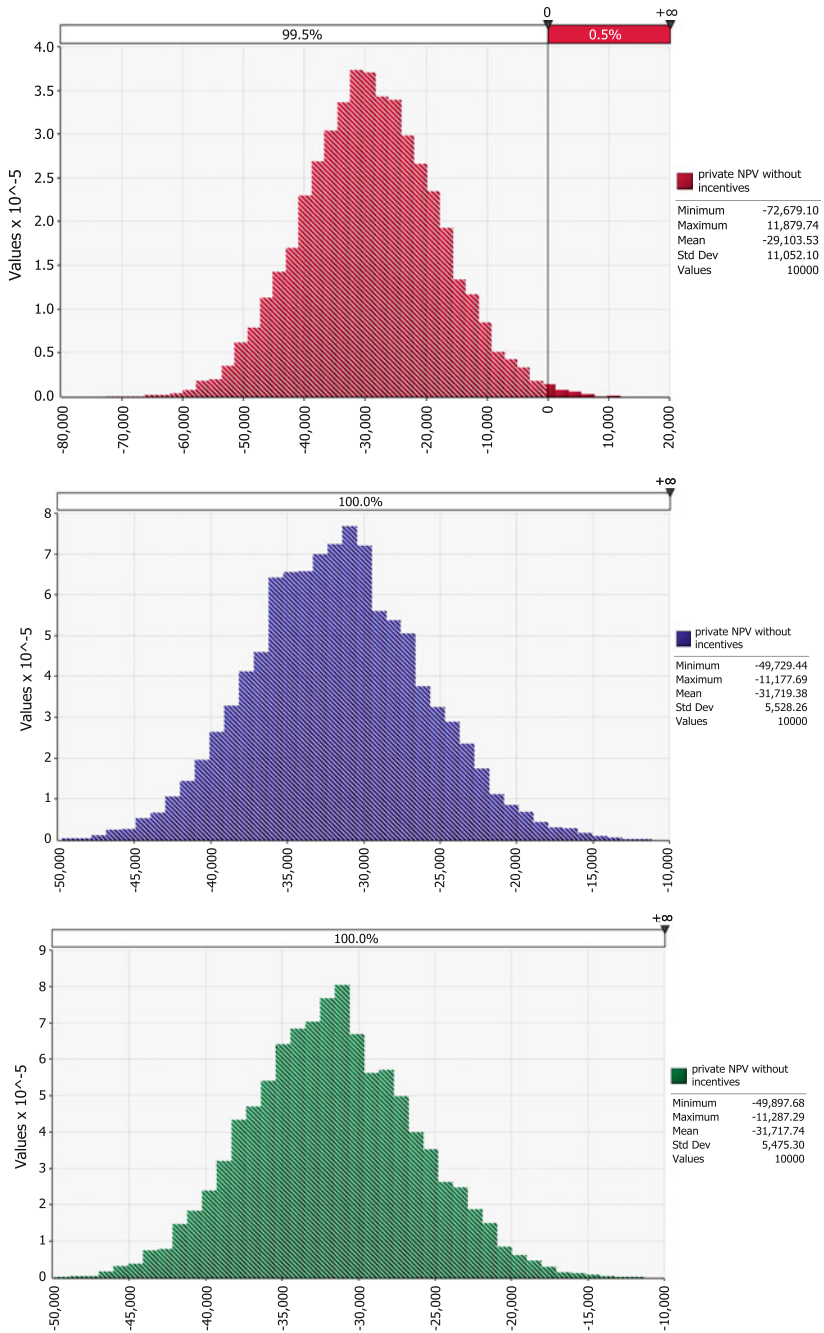 0 +∞
99.5% 0.5%
4.0
3.5
3.0
2.5
2.0
1.5
1.0
0.5
0.0
Values x 10^-5
-80,000
-70,000
-60,000
-50,000
-40,000
-30,000
-20,000
-10,000
0
10,000
20,000
private NPV without
incentives
Minimum -72,679.10
Maximum 11,879.74
Mean -29,103.53
Std Dev 11,052.10
Values 10000
+∞
100.0%
8
7
6
5
4
3
2
1
0
Values x 10^-5
-50,000
-45,000
-40,000
-35,000
-30,000
-25,000
-20,000
-15,000
-10,000
private NPV without
incentives
Minimum -49,729.44
Maximum -11,177.69
Mean -31,719.38
Std Dev 5,528.26
Values 10000
+∞
100.0%
9
8
7
6
5
4
3
2
1
0
Values x 10^-5
-50,000
-45,000
-40,000
-35,000
-30,000
-25,000
-20,000
-15,000
-10,000
private NPV without
incentives
Minimum -49,897.68
Maximum -11,287.29
Mean -31,717.74
Std Dev 5,475.30
Values 10000